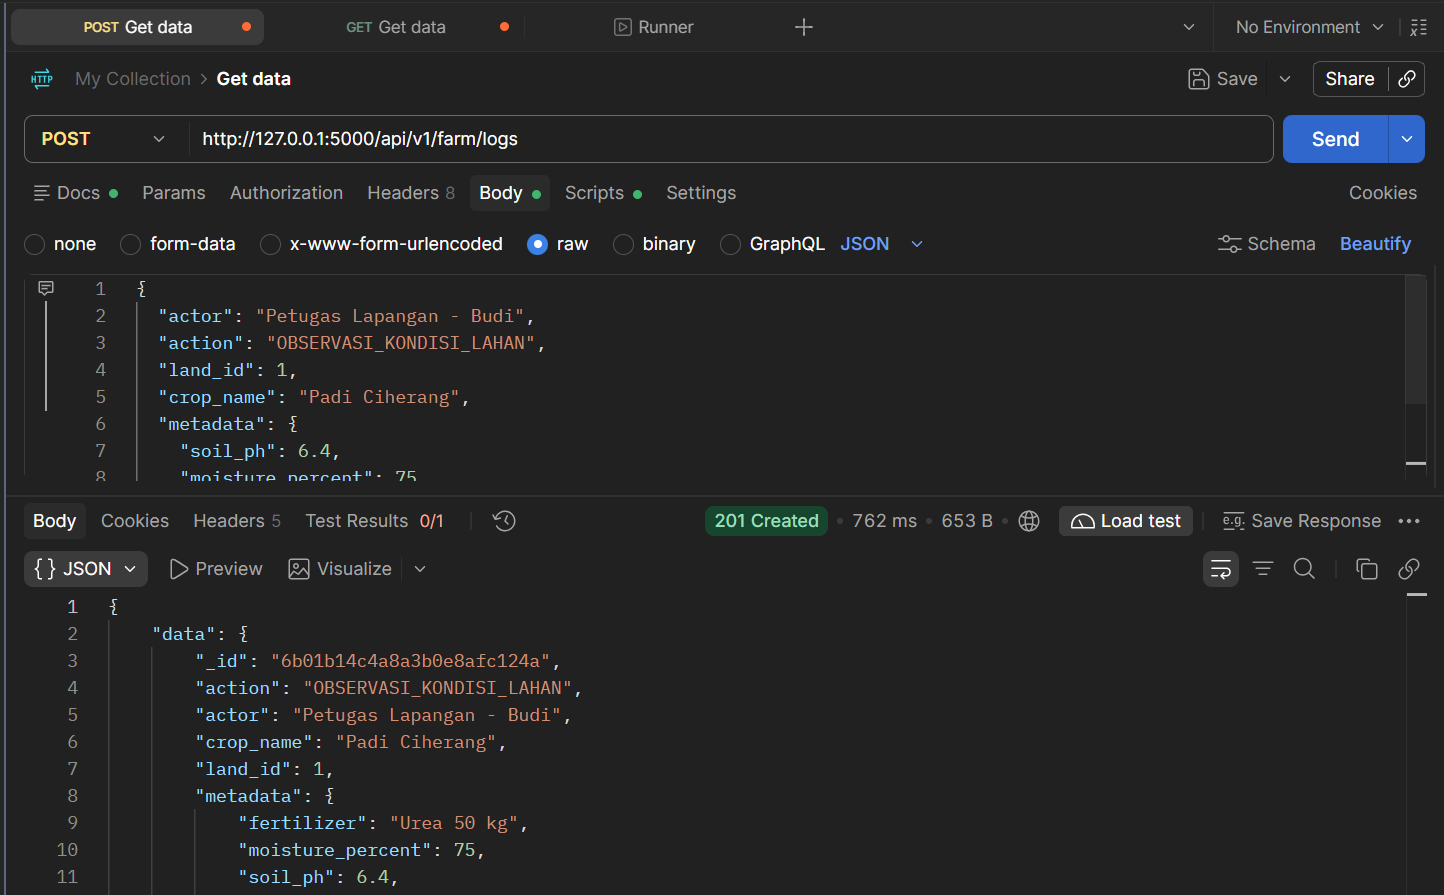 POST Get data GET Get data Runner No Environment
HTTP My Collection > Get data Save Share
POST http://127.0.0.1:5000/api/v1/farm/logs Send
Docs Params Authorization Headers 8 Body Scripts Settings Cookies
none form-data x-www-form-urlencoded raw binary GraphQL JSON Schema Beautify
1 {
2 "actor": "Petugas Lapangan - Budi",
3 "action": "OBSERVASI_KONDISI_LAHAN",
4 "land_id": 1,
5 "crop_name": "Padi Ciherang",
6 "metadata": {
7 "soil_ph": 6.4,
8 "moisture_percent": 75
Body Cookies Headers 5 Test Results 0/1 201 Created • 762 ms • 653 B • Load test e.g. Save Response
{} JSON Preview Visualize
1 {
2 "data": {
3 "_id": "6b01b14c4a8a3b0e8afc124a",
4 "action": "OBSERVASI_KONDISI_LAHAN",
5 "actor": "Petugas Lapangan - Budi",
6 "crop_name": "Padi Ciherang",
7 "land_id": 1,
8 "metadata": {
9 "fertilizer": "Urea 50 kg",
10 "moisture_percent": 75,
11 "soil_ph": 6.4,